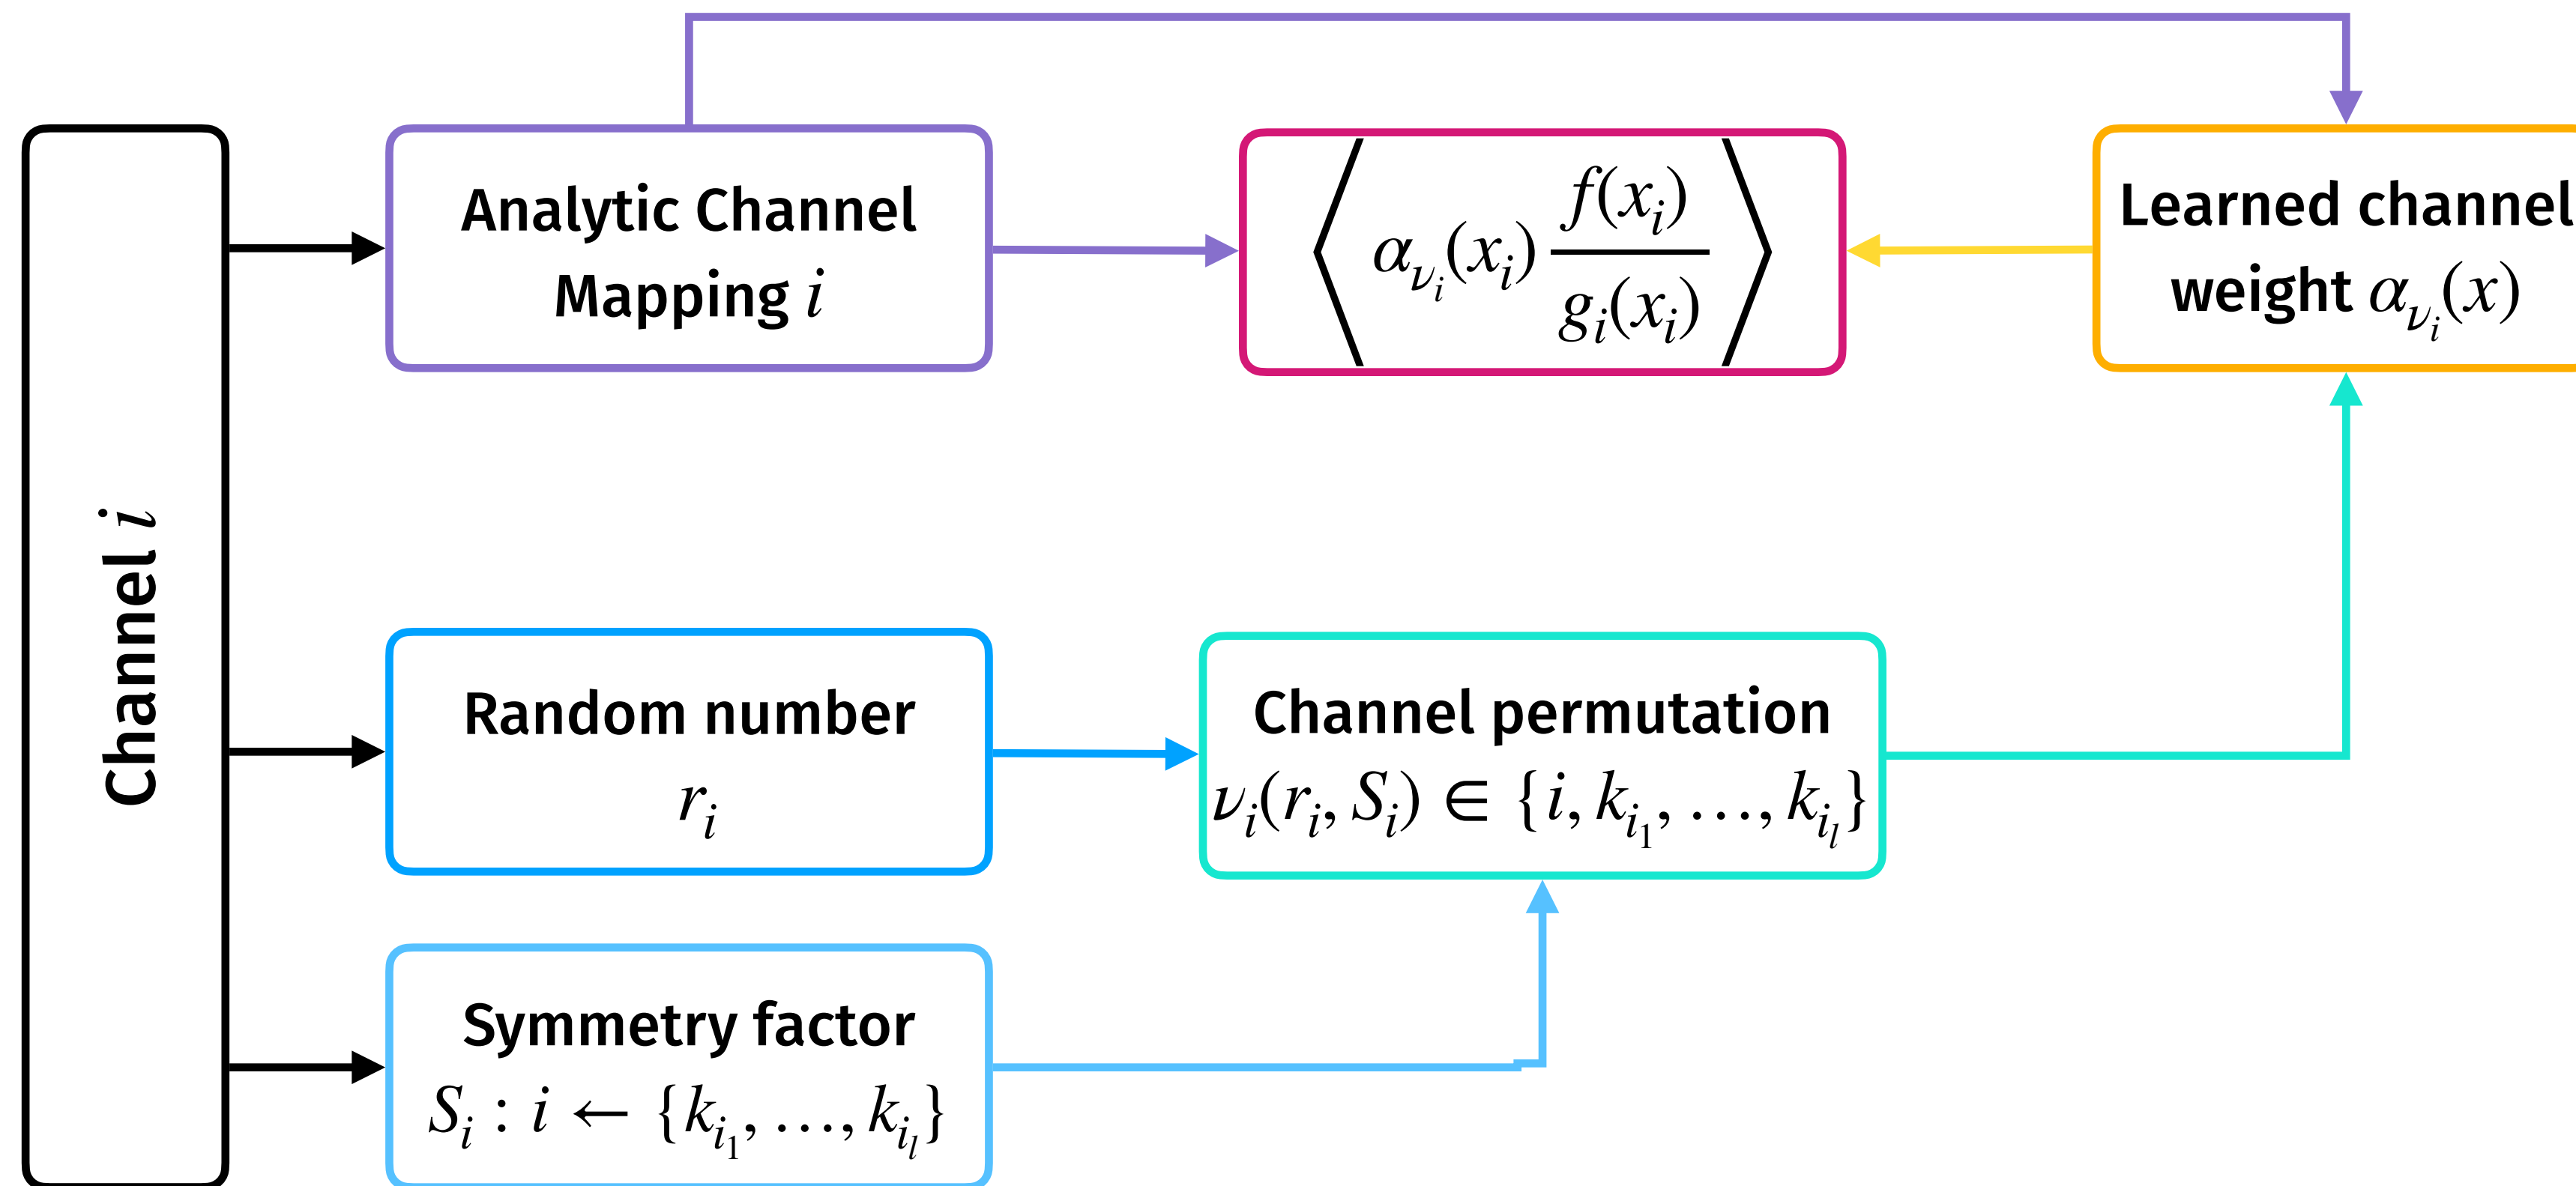 Channel i
Analytic Channel
Mapping i
⟨α_{ν_i}(x_i) f(x_i)/g_i(x_i)⟩
Learned channel
weight α_{ν_i}(x)
Random number
r_i
Channel permutation
ν_i(r_i, S_i) ∈ {i, k_{i_1}, …, k_{i_l}}
Symmetry factor
S_i : i ← {k_{i_1}, …, k_{i_l}}